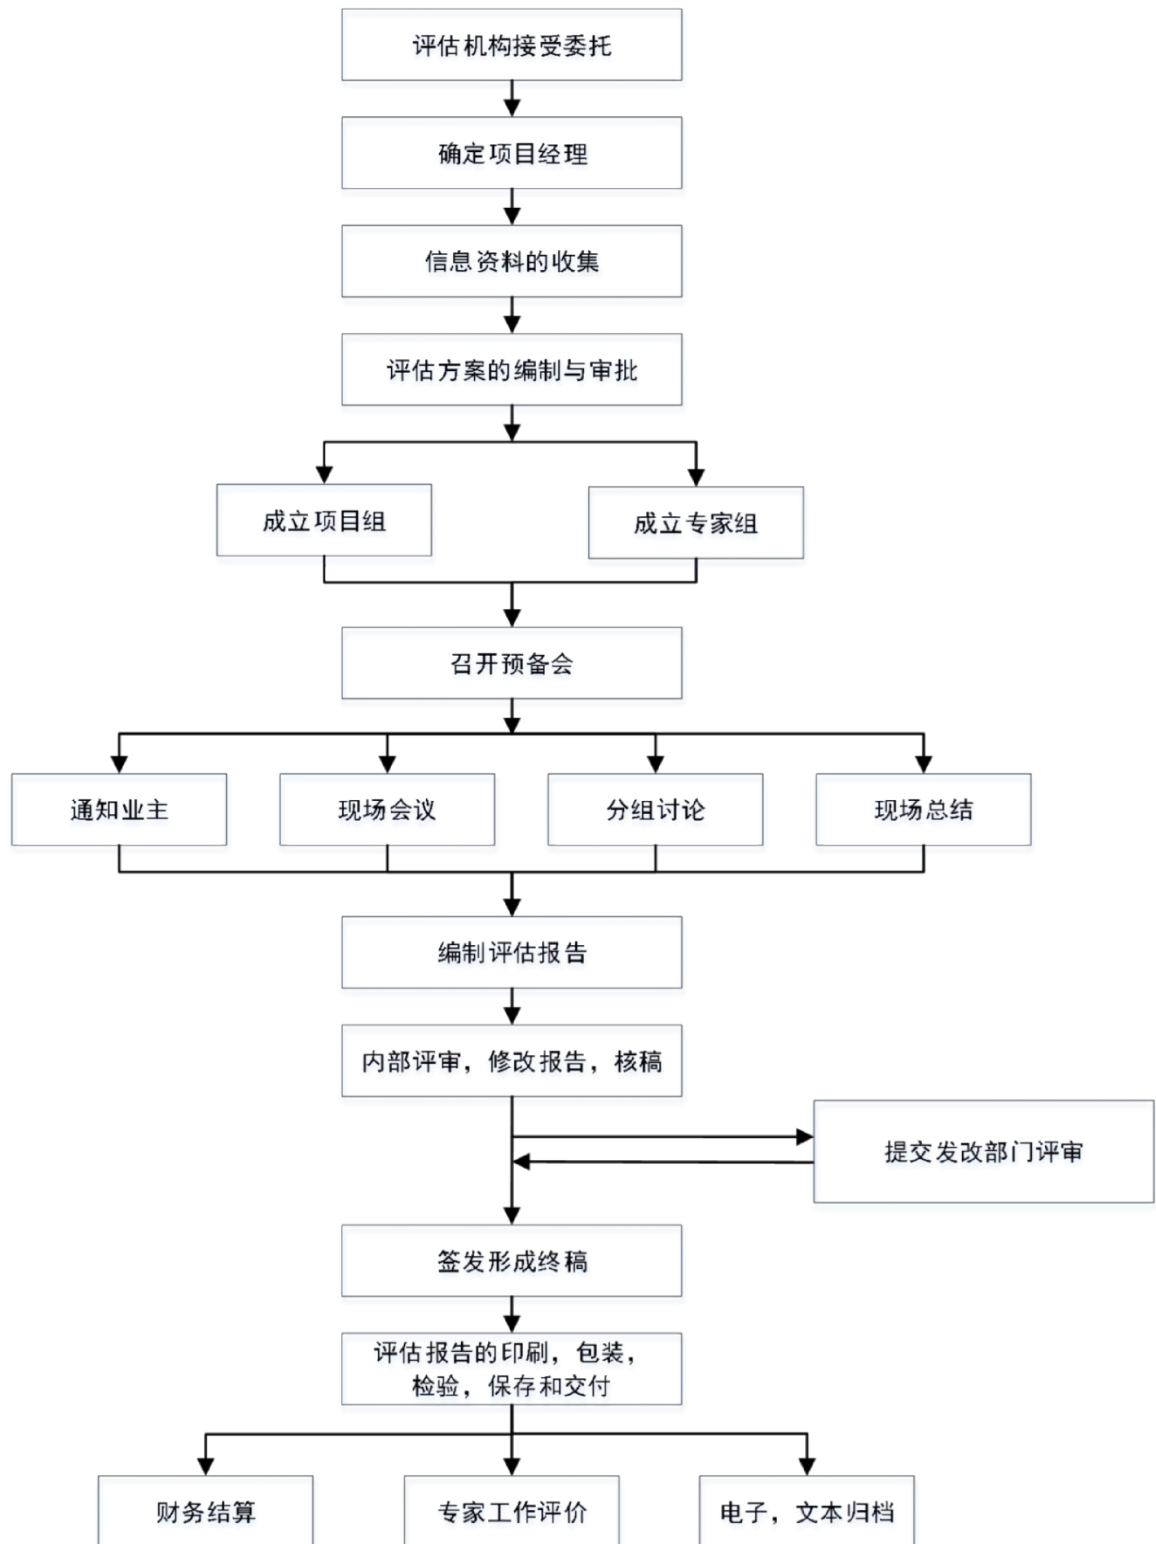 评估机构接受委托
确定项目经理
信息资料的收集
评估方案的编制与审批
成立项目组
成立专家组
召开预备会
通知业主
现场会议
分组讨论
现场总结
编制评估报告
内部评审，修改报告，核稿
提交发改部门评审
签发形成终稿
评估报告的印刷，包装，
检验，保存和交付
财务结算
专家工作评价
电子，文本归档